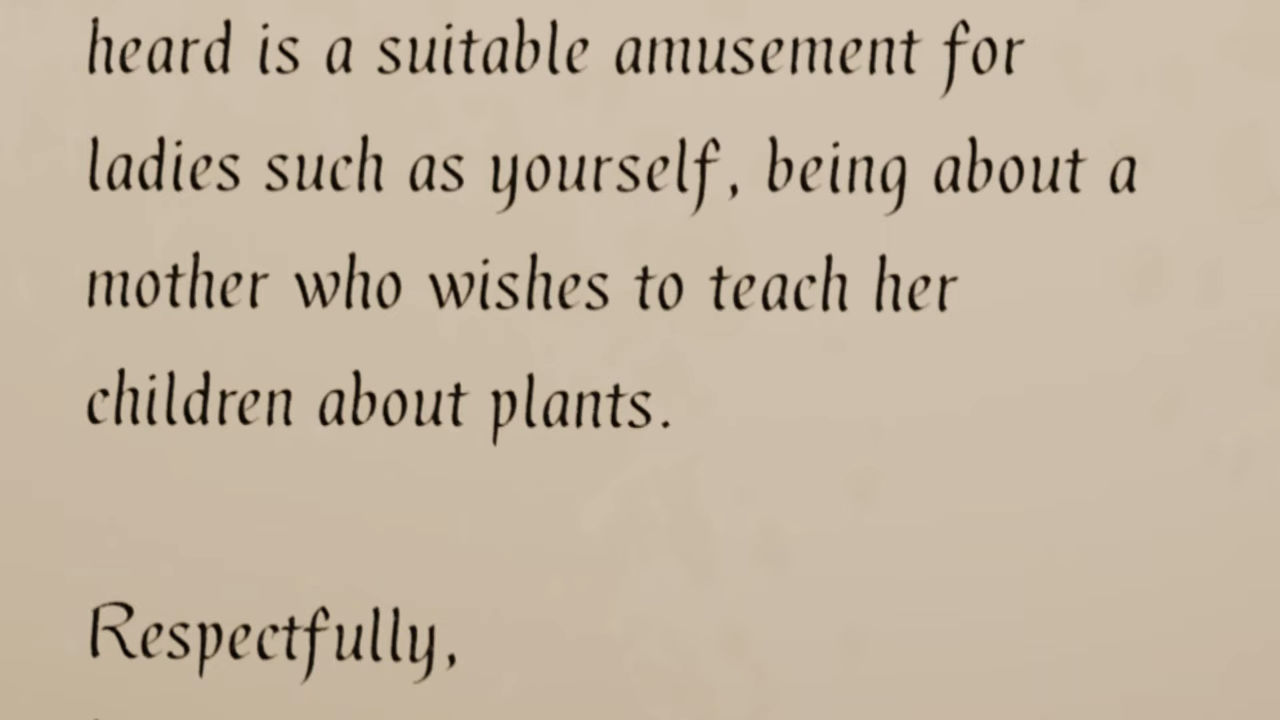 heard is a suitable amusement for
ladies such as yourself, being about a
mother who wishes to teach her
children about plants.
Respectfully,